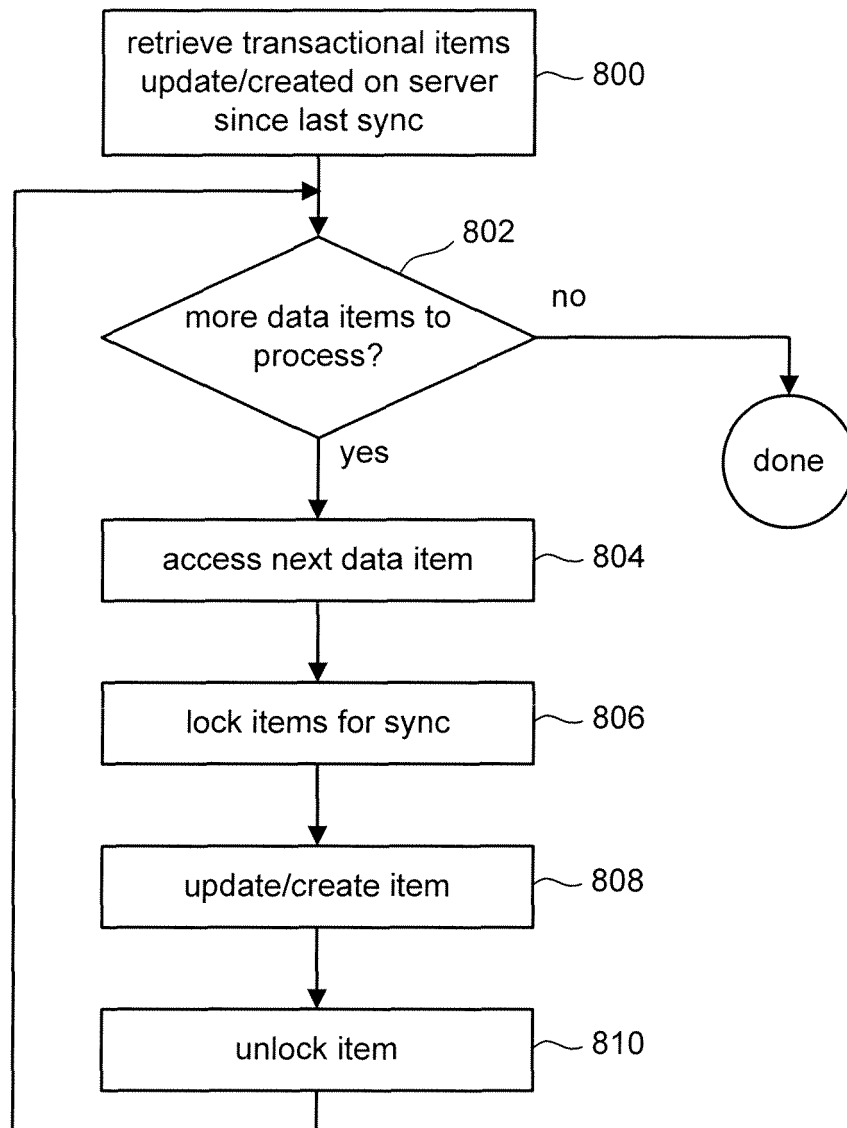 retrieve transactional items
update/created on server
since last sync
800
802
more data items to
process?
no
yes
done
access next data item
804
lock items for sync
806
update/create item
808
unlock item
810